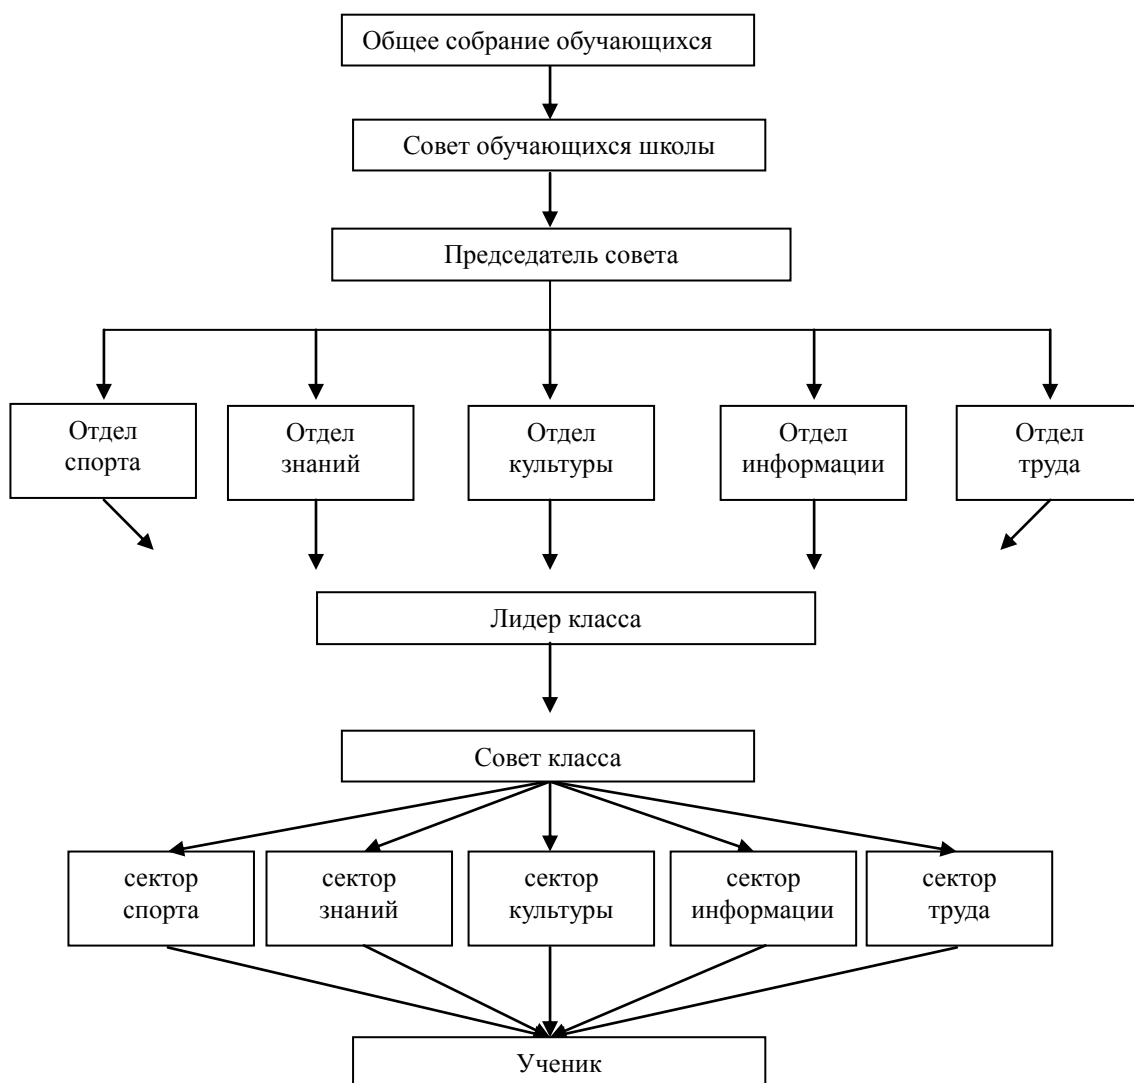 Общее собрание обучающихся
Совет обучающихся школы
Председатель совета
Отдел
спорта
Отдел
знаний
Отдел
культуры
Отдел
информации
Отдел
труда
Лидер класса
Совет класса
сектор
спорта
сектор
знаний
сектор
культуры
сектор
информации
сектор
труда
Ученик